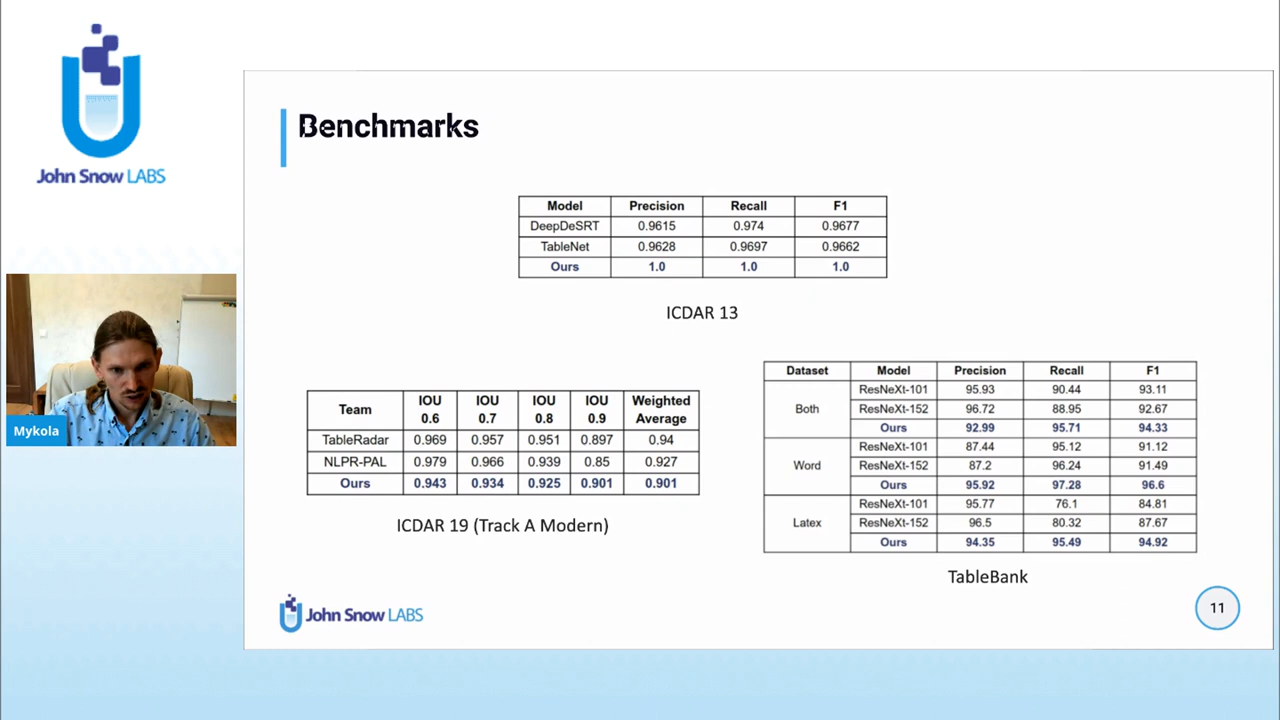 John Snow LABS
Mykola
Benchmarks
Model Precision Recall F1
DeepDeSRT 0.9615 0.974 0.9677
TableNet 0.9628 0.9697 0.9662
Ours 1.0 1.0 1.0
ICDAR 13
Team IOU 0.6 IOU 0.7 IOU 0.8 IOU 0.9 Weighted Average
TableRadar 0.969 0.957 0.951 0.897 0.94
NLPR-PAL 0.979 0.966 0.939 0.85 0.927
Ours 0.943 0.934 0.925 0.901 0.901
ICDAR 19 (Track A Modern)
Dataset Model Precision Recall F1
Both ResNeXt-101 95.93 90.44 93.11
ResNeXt-152 96.72 88.95 92.67
Ours 92.99 95.71 94.33
Word ResNeXt-101 87.44 95.12 91.12
ResNeXt-152 87.2 96.24 91.49
Ours 95.92 97.28 96.6
Latex ResNeXt-101 95.77 76.1 84.81
ResNeXt-152 96.5 80.32 87.67
Ours 94.35 95.49 94.92
TableBank
John Snow LABS
11